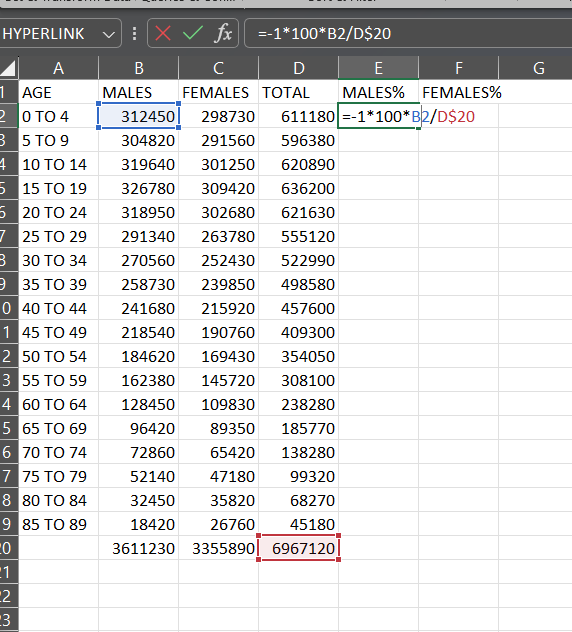 HYPERLINK fx =-1*100*B2/D$20
A B C D E F G
1 AGE MALES FEMALES TOTAL MALES% FEMALES%
2 0 TO 4 312450 298730 611180 =-1*100*B2/D$20
3 5 TO 9 304820 291560 596380
10 TO 14 319640 301250 620890
15 TO 19 326780 309420 636200
5 20 TO 24 318950 302680 621630
7 25 TO 29 291340 263780 555120
8 30 TO 34 270560 252430 522990
9 35 TO 39 258730 239850 498580
0 40 TO 44 241680 215920 457600
1 45 TO 49 218540 190760 409300
2 50 TO 54 184620 169430 354050
3 55 TO 59 162380 145720 308100
4 60 TO 64 128450 109830 238280
5 65 TO 69 96420 89350 185770
6 70 TO 74 72860 65420 138280
7 75 TO 79 52140 47180 99320
8 80 TO 84 32450 35820 68270
9 85 TO 89 18420 26760 45180
20 3611230 3355890 6967120
21
22
23